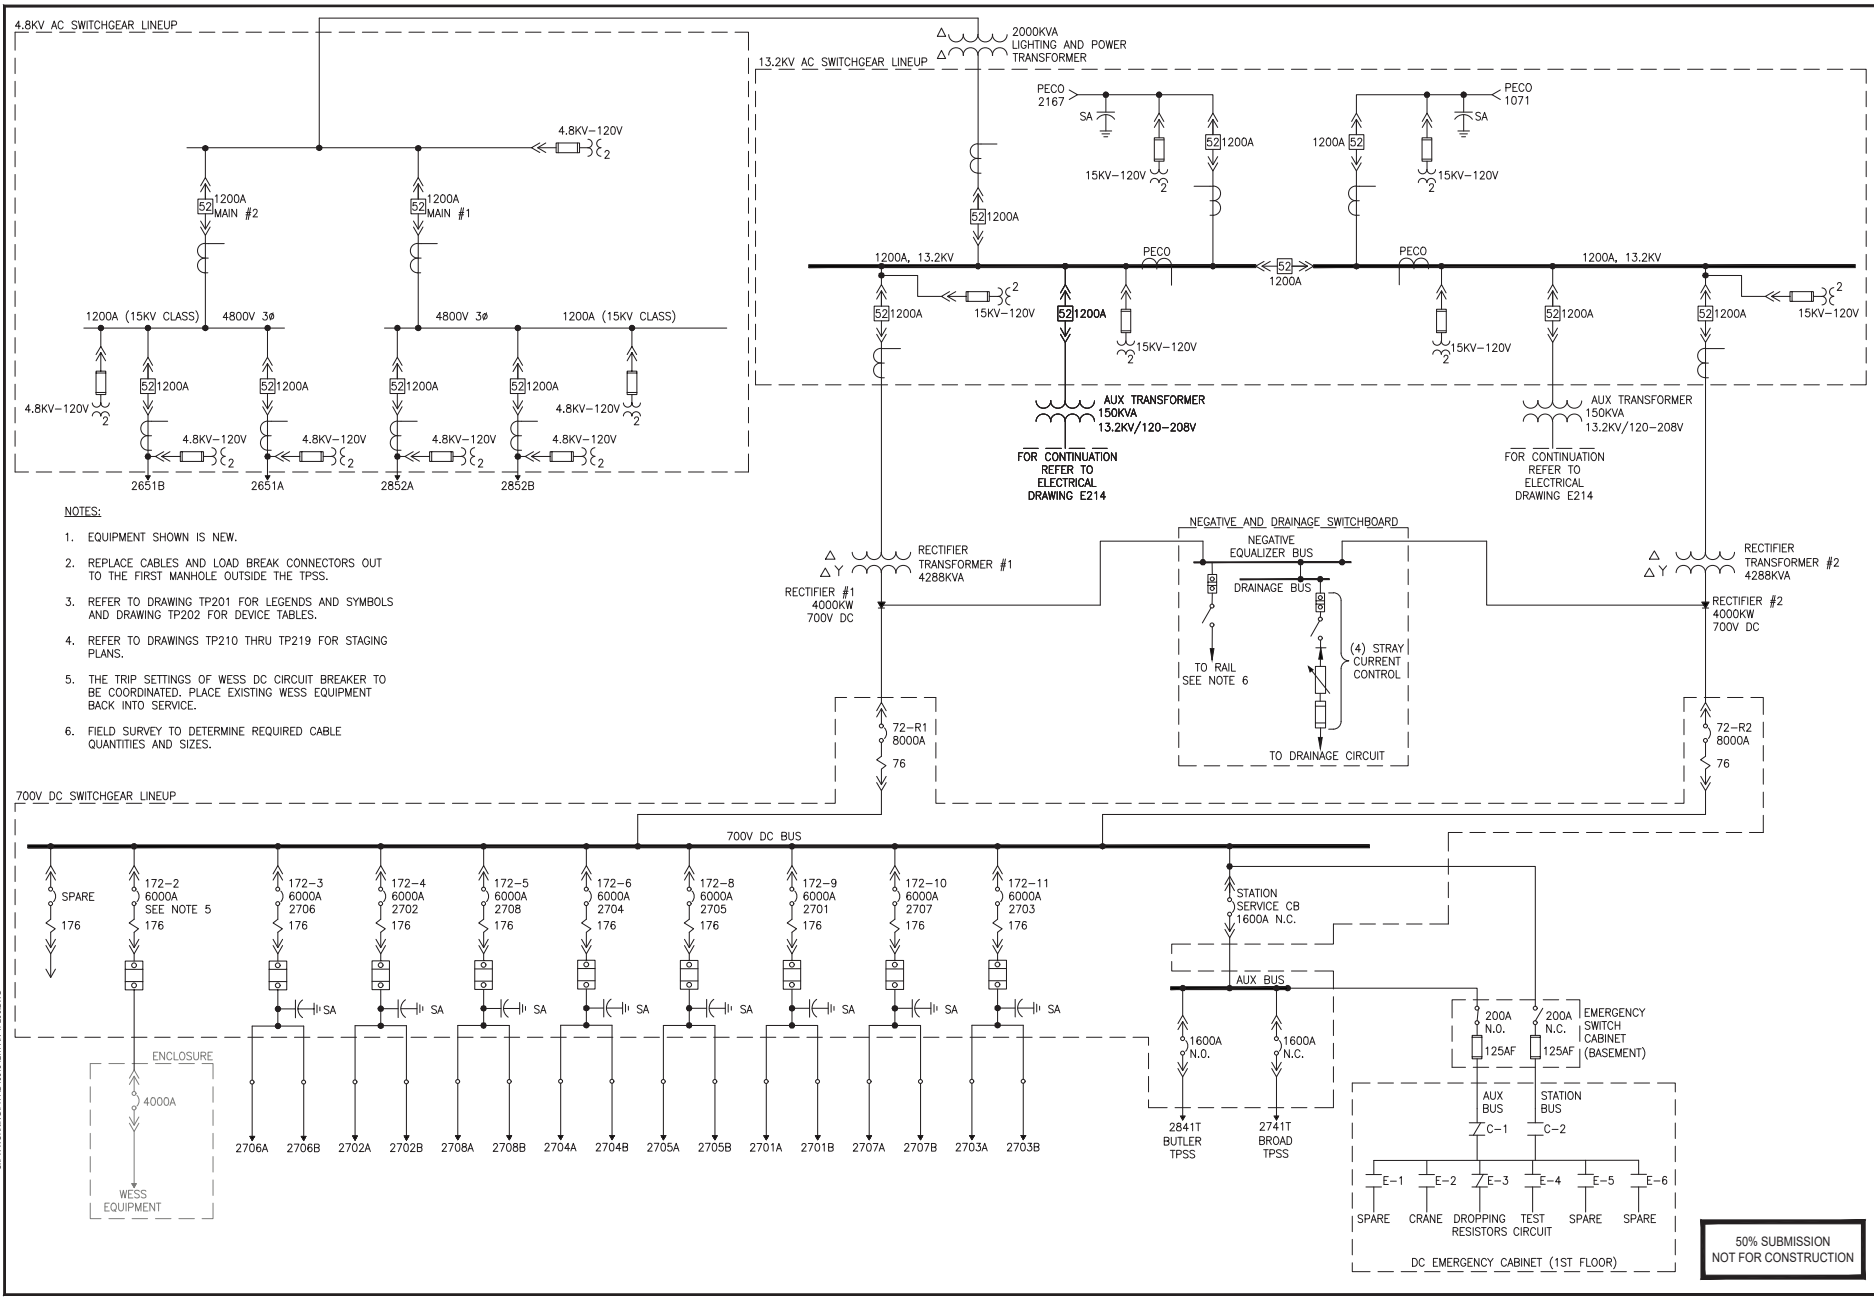 4.8KV AC SWITCHGEAR LINEUP
2000KVA
LIGHTING AND POWER
TRANSFORMER
13.2KV AC SWITCHGEAR LINEUP
4.8KV-120V
2
52
1200A
MAIN #2
52
1200A
MAIN #1
1200A (15KV CLASS)
4800V 3ø
4800V 3ø
1200A (15KV CLASS)
52
1200A
52
1200A
52
1200A
52
1200A
4.8KV-120V
2
4.8KV-120V
2
4.8KV-120V
2
4.8KV-120V
2
4.8KV-120V
2
4.8KV-120V
2
2651B
2651A
2852A
2852B
PECO
2167
SA
15KV-120V
2
52
1200A
PECO
1071
SA
1200A
52
15KV-120V
2
52
1200A
1200A, 13.2KV
PECO
52
1200A
PECO
1200A, 13.2KV
52
1200A
2
15KV-120V
52
1200A
15KV-120V
2
15KV-120V
2
52
1200A
52
1200A
2
15KV-120V
AUX TRANSFORMER
150KVA
13.2KV/120-208V
FOR CONTINUATION
REFER TO
ELECTRICAL
DRAWING E214
AUX TRANSFORMER
150KVA
13.2KV/120-208V
FOR CONTINUATION
REFER TO
ELECTRICAL
DRAWING E214
NOTES:
1. EQUIPMENT SHOWN IS NEW.
2. REPLACE CABLES AND LOAD BREAK CONNECTORS OUT
TO THE FIRST MANHOLE OUTSIDE THE TPSS.
3. REFER TO DRAWING TP201 FOR LEGENDS AND SYMBOLS
AND DRAWING TP202 FOR DEVICE TABLES.
4. REFER TO DRAWINGS TP210 THRU TP219 FOR STAGING
PLANS.
5. THE TRIP SETTINGS OF WESS DC CIRCUIT BREAKER TO
BE COORDINATED. PLACE EXISTING WESS EQUIPMENT
BACK INTO SERVICE.
6. FIELD SURVEY TO DETERMINE REQUIRED CABLE
QUANTITIES AND SIZES.
RECTIFIER
TRANSFORMER #1
4288KVA
Y
RECTIFIER #1
4000KW
700V DC
NEGATIVE AND DRAINAGE SWITCHBOARD
NEGATIVE
EQUALIZER BUS
DRAINAGE BUS
TO RAIL
SEE NOTE 6
(4) STRAY
CURRENT
CONTROL
TO DRAINAGE CIRCUIT
RECTIFIER
TRANSFORMER #2
4288KVA
Y
RECTIFIER #2
4000KW
700V DC
72-R1
8000A
76
72-R2
8000A
76
700V DC SWITCHGEAR LINEUP
700V DC BUS
SPARE
176
172-2
6000A
SEE NOTE 5
176
172-3
6000A
2706
176
172-4
6000A
2702
176
172-5
6000A
2708
176
172-6
6000A
2704
176
172-8
6000A
2705
176
172-9
6000A
2701
176
172-10
6000A
2707
176
172-11
6000A
2703
176
SA
SA
SA
SA
SA
SA
SA
SA
STATION
SERVICE CB
1600A N.C.
AUX BUS
1600A
N.O.
1600A
N.C.
2841T
BUTLER
TPSS
2741T
BROAD
TPSS
ENCLOSURE
4000A
WESS
EQUIPMENT
2706A
2706B
2702A
2702B
2708A
2708B
2704A
2704B
2705A
2705B
2701A
2701B
2707A
2707B
2703A
2703B
200A
N.O.
125AF
200A
N.C.
125AF
EMERGENCY
SWITCH
CABINET
(BASEMENT)
AUX
BUS
STATION
BUS
C-1
C-2
E-1
E-2
E-3
E-4
E-5
E-6
SPARE
CRANE
DROPPING
RESISTORS
TEST
CIRCUIT
SPARE
SPARE
DC EMERGENCY CABINET (1ST FLOOR)
50% SUBMISSION
NOT FOR CONSTRUCTION